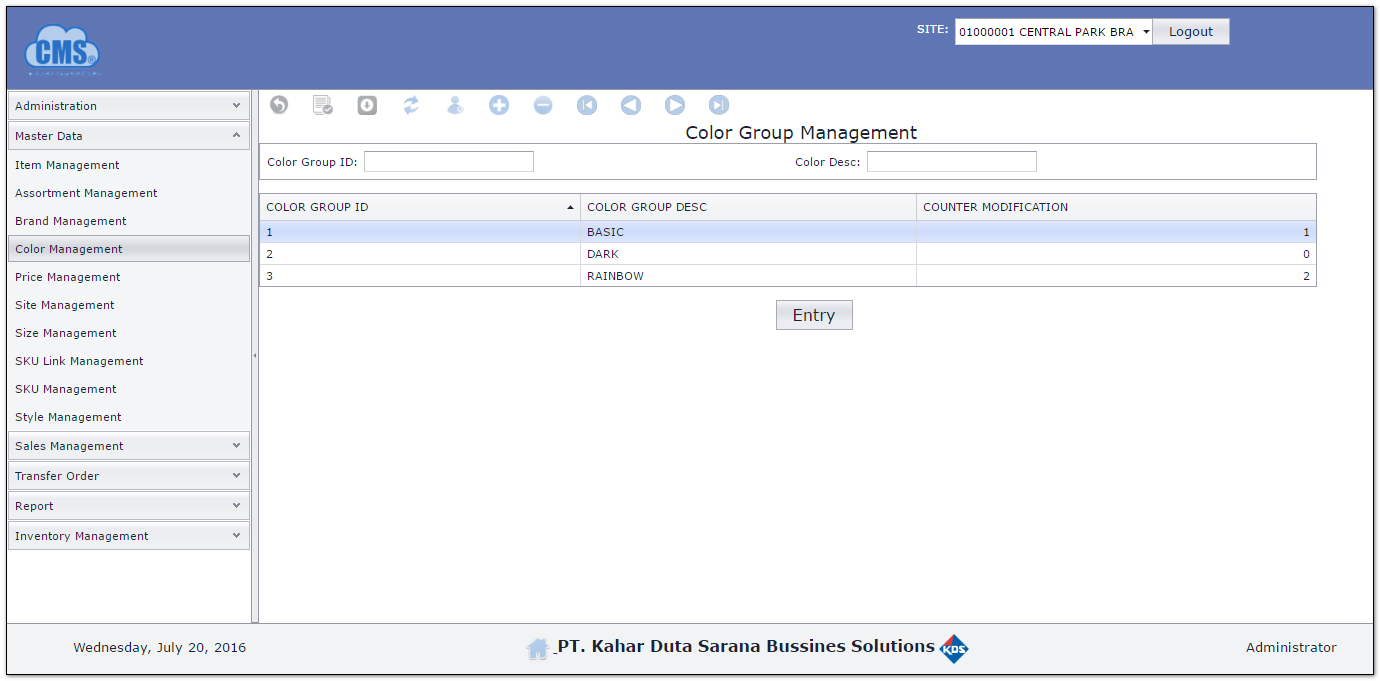 CMS
SITE: 01000001 CENTRAL PARK BRA Logout
Administration
Master Data
Item Management
Assortment Management
Brand Management
Color Management
Price Management
Site Management
Size Management
SKU Link Management
SKU Management
Style Management
Sales Management
Transfer Order
Report
Inventory Management
Color Group Management
Color Group ID: Color Desc:
COLOR GROUP ID COLOR GROUP DESC COUNTER MODIFICATION
1 BASIC 1
2 DARK 0
3 RAINBOW 2
Entry
Wednesday, July 20, 2016 PT. Kahar Duta Sarana Bussines Solutions KDS Administrator